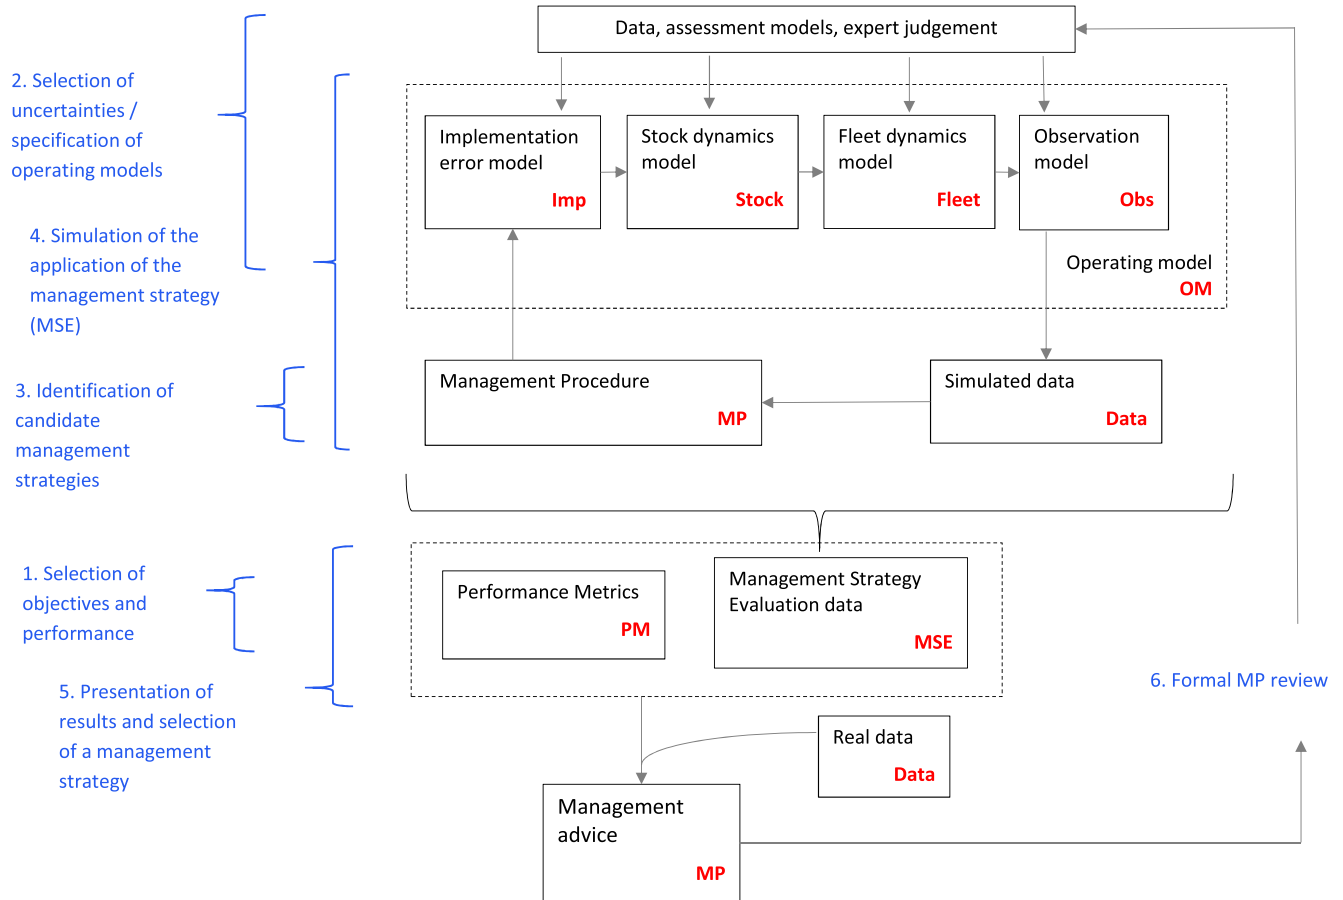 Data, assessment models, expert judgement
2. Selection of
uncertainties /
specification of
operating models
Implementation
error model
Imp
Stock dynamics
model
Stock
Fleet dynamics
model
Fleet
Observation
model
Obs
Operating model
OM
4. Simulation of the
application of the
management strategy
(MSE)
3. Identification of
candidate
management
strategies
Management Procedure
MP
Simulated data
Data
1. Selection of
objectives and
performance
Performance Metrics
PM
Management Strategy
Evaluation data
MSE
5. Presentation of
results and selection
of a management
strategy
6. Formal MP review
Real data
Data
Management
advice
MP